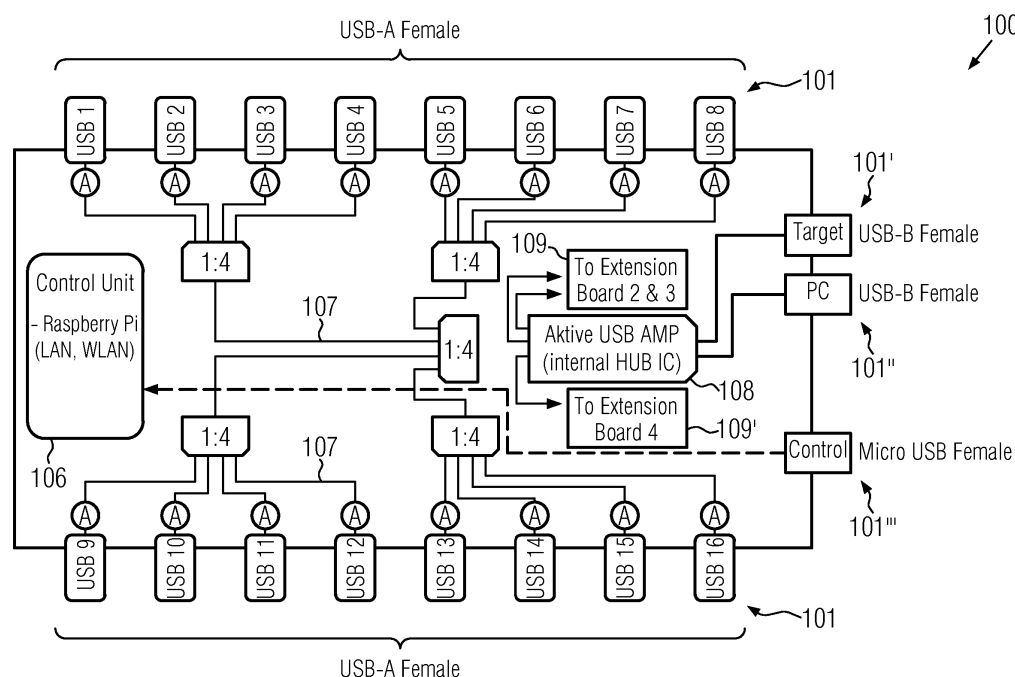 USB-A Female
100
101
USB 1
USB 2
USB 3
USB 4
USB 5
USB 6
USB 7
USB 8
A
A
A
A
A
A
A
A
101'
Target
USB-B Female
1:4
1:4
109
To Extension
Board 2 & 3
PC
USB-B Female
101"
Control Unit
– Raspberry Pi
(LAN, WLAN)
107
1:4
Aktive USB AMP
(internal HUB IC)
108
To Extension
Board 4
109'
1:4
1:4
107
106
Control
Micro USB Female
101'''
A
A
A
A
A
A
A
A
USB 9
USB 10
USB 11
USB 12
USB 13
USB 14
USB 15
USB 16
101
USB-A Female